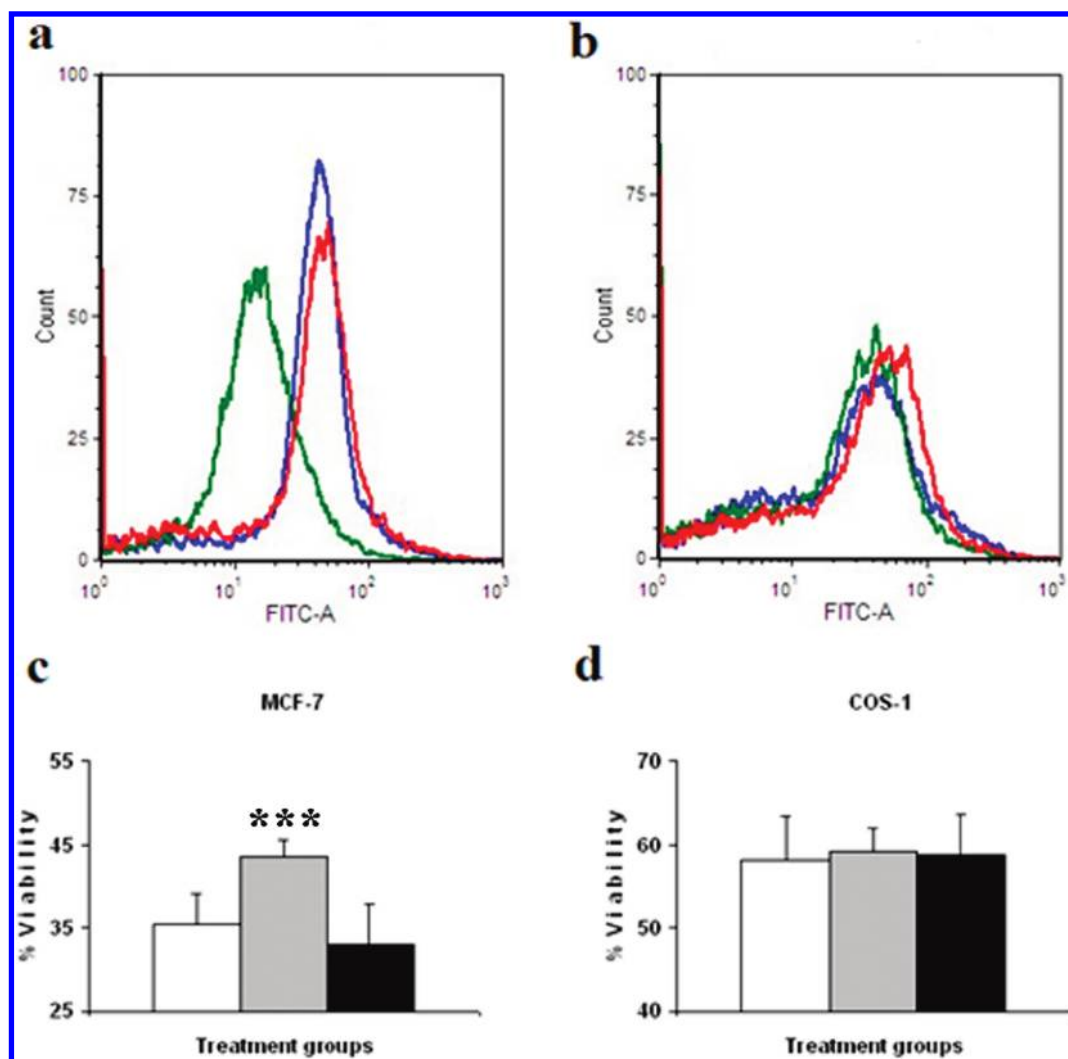 a
b
100
75
50
25
0
Count
10^0
10^1
10^2
10^3
FITC-A
100
75
50
25
0
Count
10^0
10^1
10^2
10^3
FITC-A
c
d
MCF-7
COS-1
55
45
35
25
% Viability
***
Treatment groups
70
60
50
40
% Viability
Treatment groups